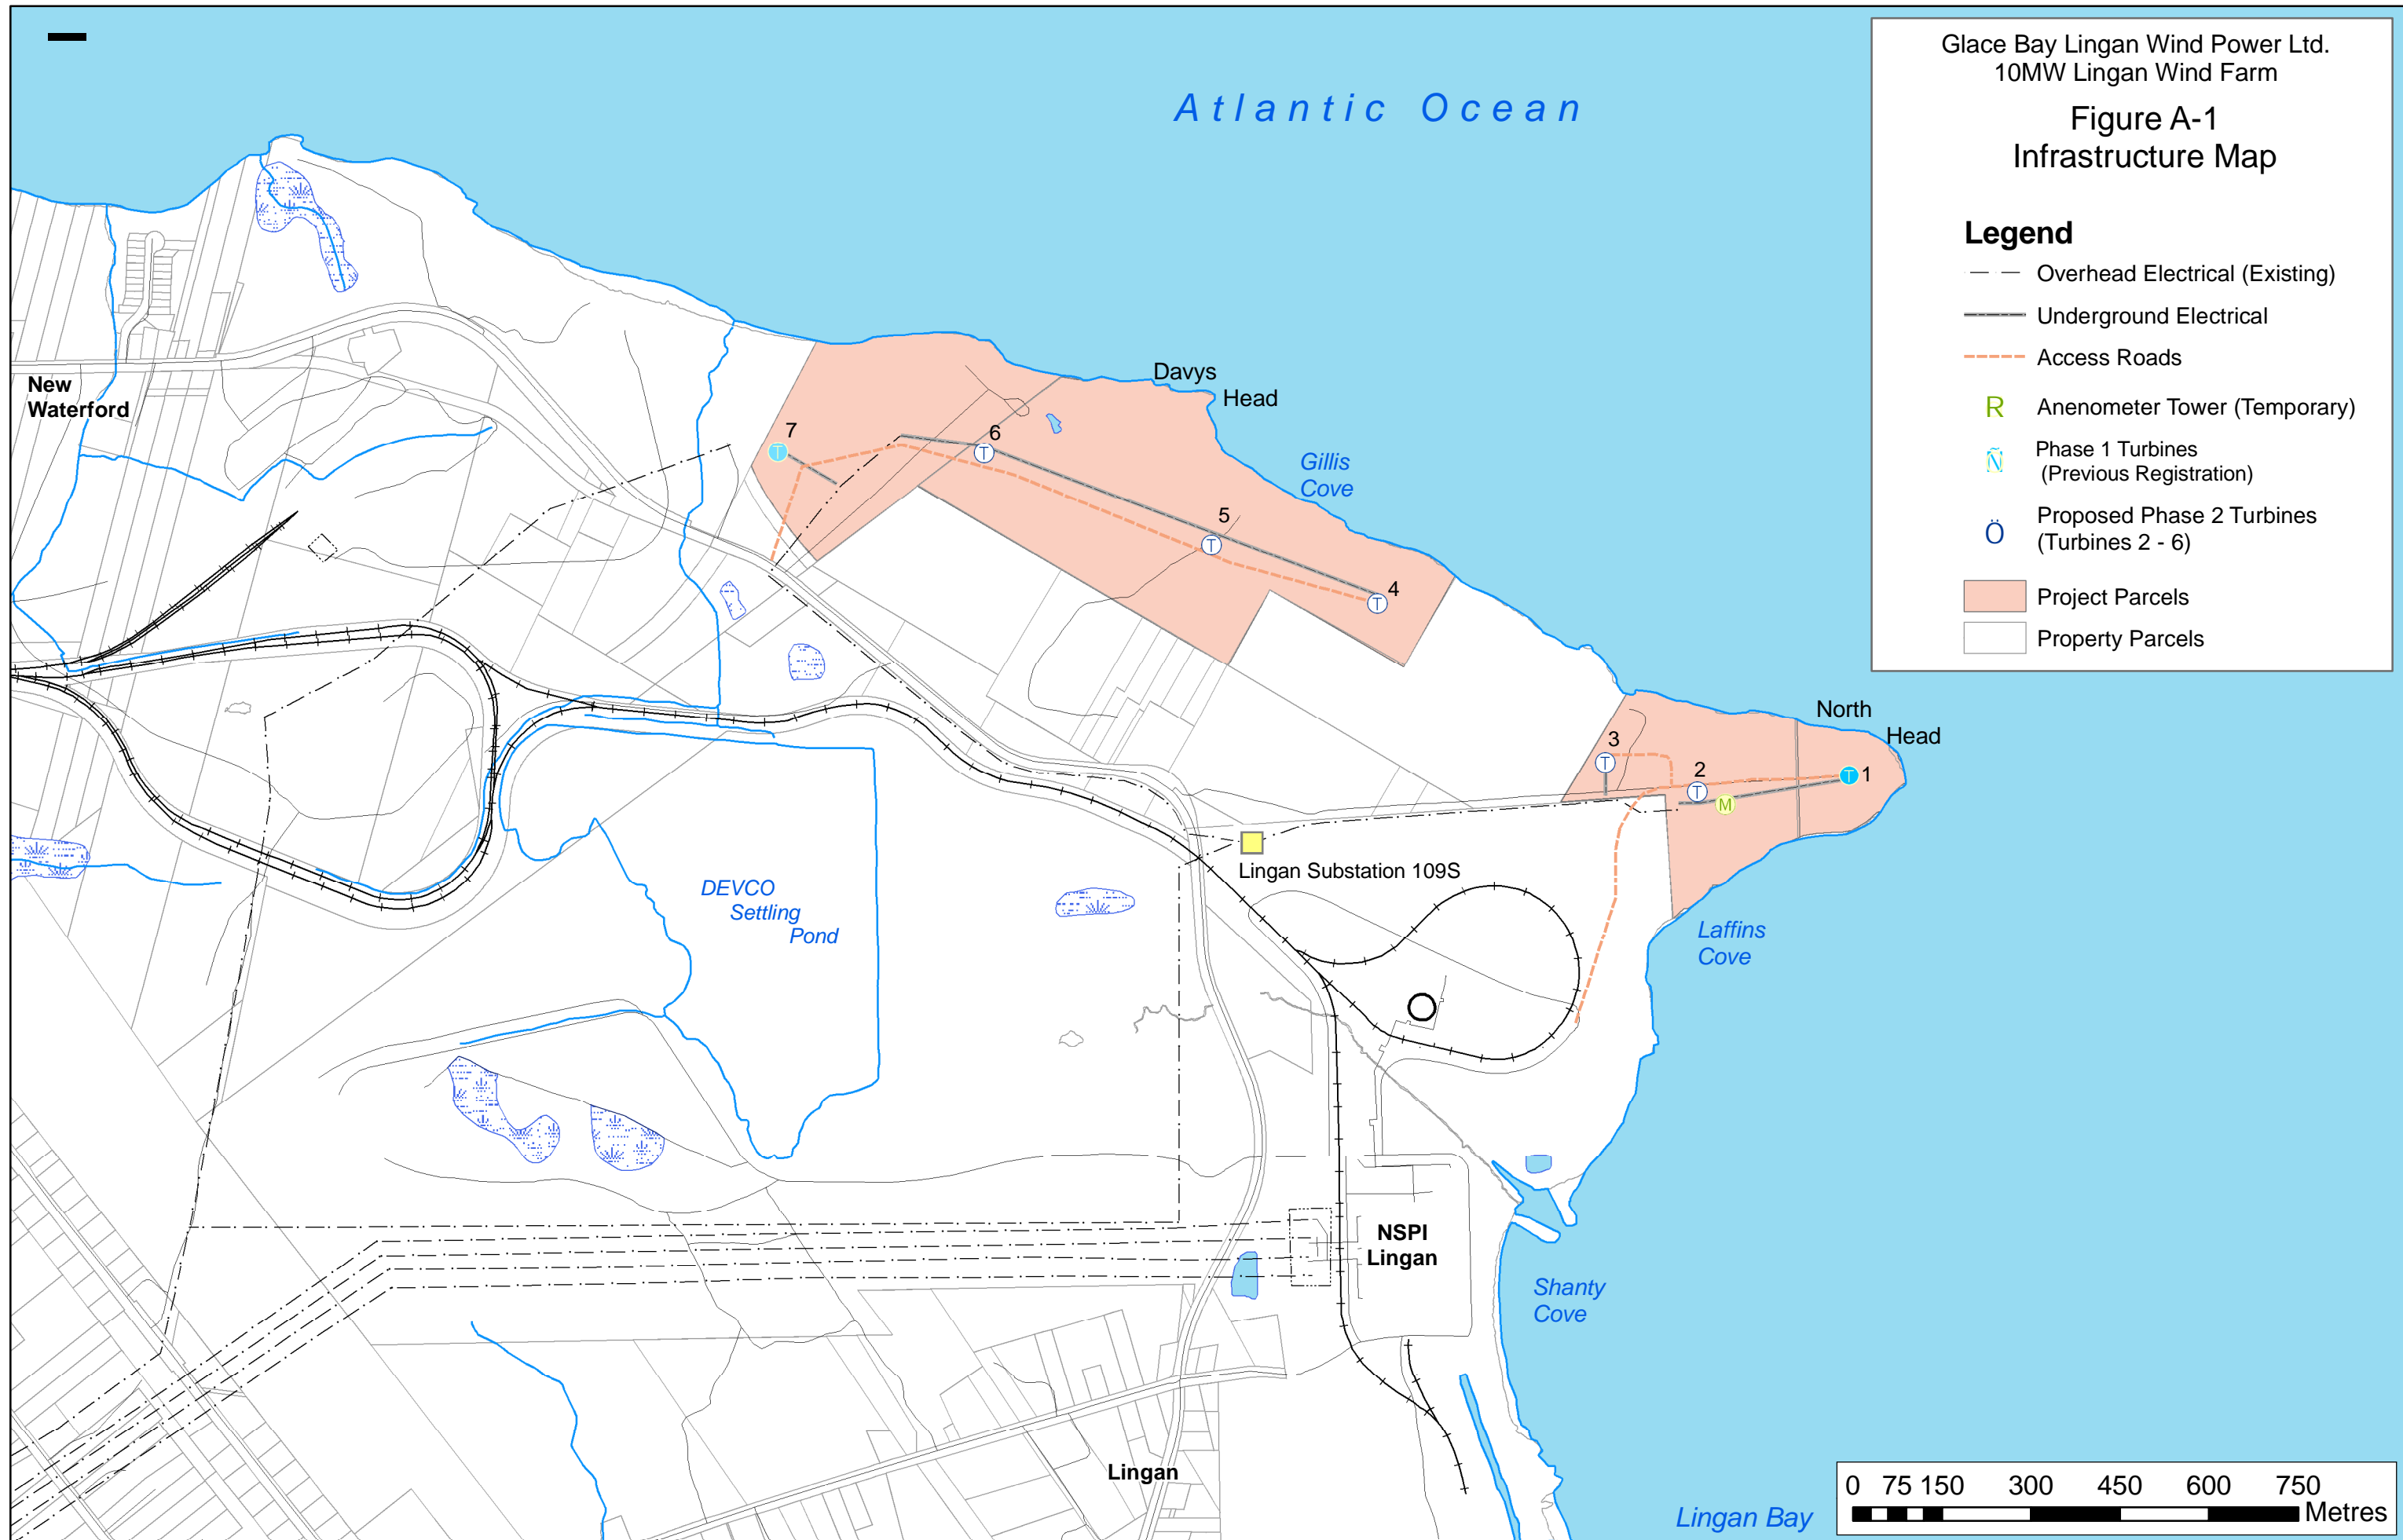 Glace Bay Lingan Wind Power Ltd.
10MW Lingan Wind Farm
Figure A-1
Infrastructure Map
Legend
Overhead Electrical (Existing)
Underground Electrical
Access Roads
R Anenometer Tower (Temporary)
Ñ Phase 1 Turbines
(Previous Registration)
Ö Proposed Phase 2 Turbines
(Turbines 2 - 6)
Project Parcels
Property Parcels
Atlantic Ocean
New
Waterford
Davys
Head
Gillis
Cove
7
T
6
T
5
T
4
T
North
Head
3
T
2
T
M
T 1
Lingan Substation 109S
DEVCO
Settling
Pond
Laffins
Cove
NSPI
Lingan
Shanty
Cove
Lingan
Lingan Bay
0 75 150 300 450 600 750
Metres